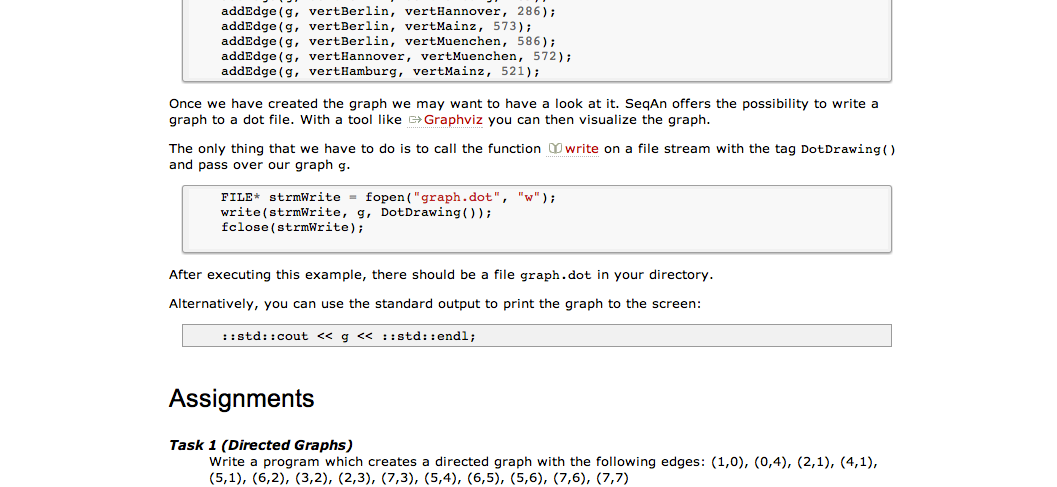 addEdge(g, vertBerlin, vertHannover, 286);
addEdge(g, vertBerlin, vertMainz, 573);
addEdge(g, vertBerlin, vertMuenchen, 586);
addEdge(g, vertHannover, vertMuenchen, 572);
addEdge(g, vertHamburg, vertMainz, 521);
Once we have created the graph we may want to have a look at it. SeqAn offers the possibility to write a
graph to a dot file. With a tool like Graphviz you can then visualize the graph.
The only thing that we have to do is to call the function write on a file stream with the tag DotDrawing()
and pass over our graph g.
FILE* strmWrite = fopen("graph.dot", "w");
write(strmWrite, g, DotDrawing());
fclose(strmWrite);
After executing this example, there should be a file graph.dot in your directory.
Alternatively, you can use the standard output to print the graph to the screen:
::std::cout << g << ::std::endl;
Assignments
Task 1 (Directed Graphs)
Write a program which creates a directed graph with the following edges: (1,0), (0,4), (2,1), (4,1),
(5,1), (6,2), (3,2), (2,3), (7,3), (5,4), (6,5), (5,6), (7,6), (7,7)